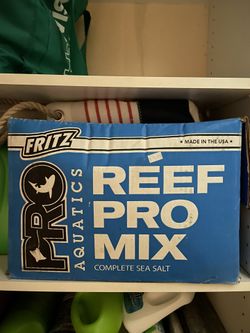 FRITZ
★ MADE IN THE USA ★
PRO
AQUATICS
REEF
PRO
MIX
COMPLETE SEA SALT